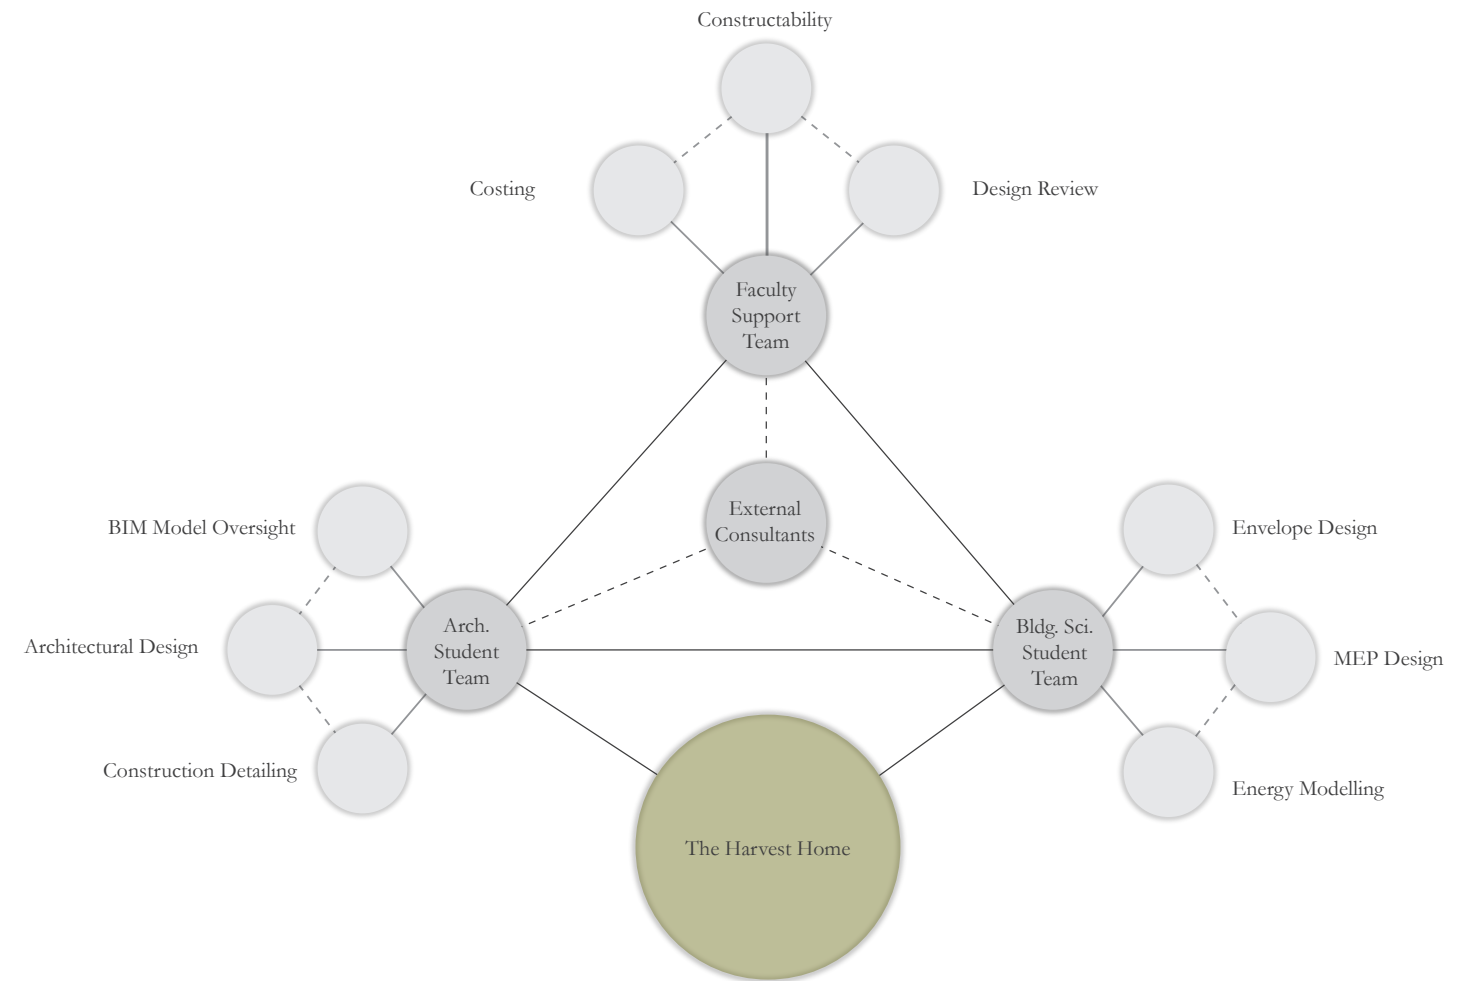 Constructability
Costing
Design Review
Faculty
Support
Team
External
Consultants
BIM Model Oversight
Envelope Design
Architectural Design
Arch.
Student
Team
Bldg. Sci.
Student
Team
MEP Design
Construction Detailing
Energy Modelling
The Harvest Home